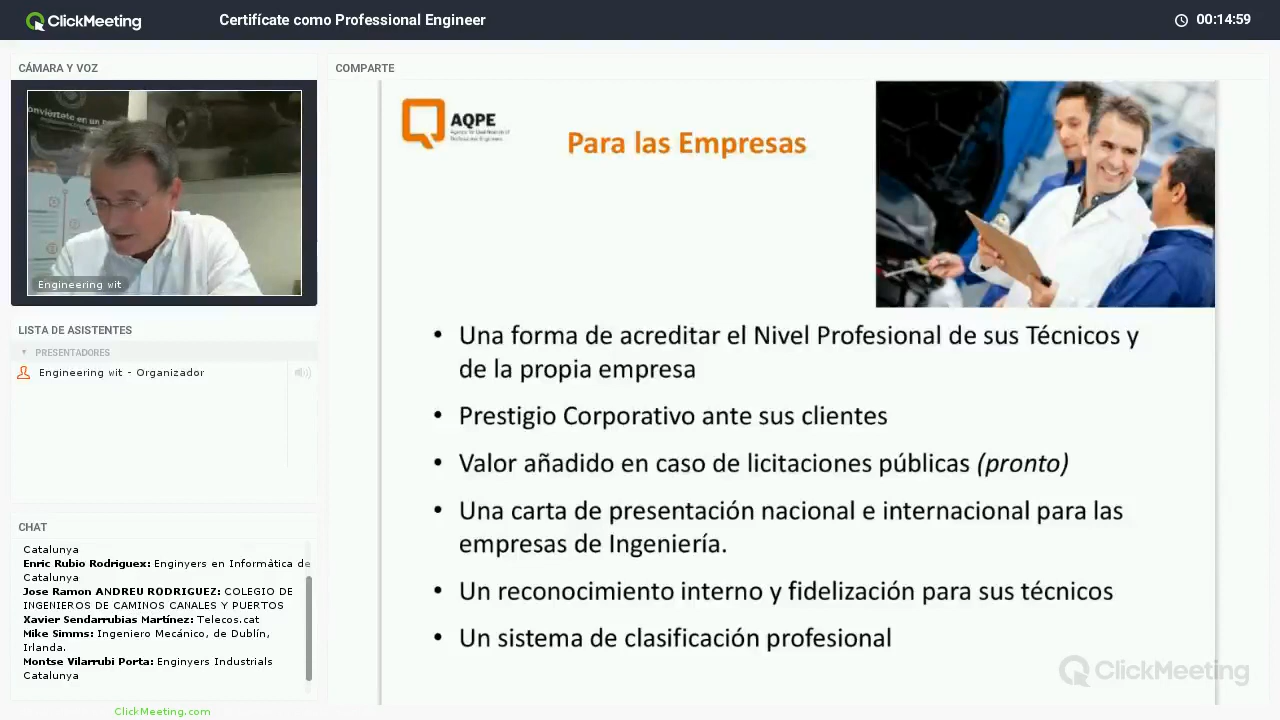 ClickMeeting
Certifícate como Professional Engineer
00:14:59
CÁMARA Y VOZ
Engineering wit
LISTA DE ASISTENTES
PRESENTADORES
Engineering wit - Organizador
CHAT
Catalunya
Enric Rubio Rodriguez: Enginyers en Informàtica de
Catalunya
Jose Ramon ANDREU RODRIGUEZ: COLEGIO DE
INGENIEROS DE CAMINOS CANALES Y PUERTOS
Xavier Sendarrubias Martínez: Telecos.cat
Mike Simms: Ingeniero Mecánico, de Dublín,
Irlanda.
Montse Vilarrubi Porta: Enginyers Industrials
Catalunya
ClickMeeting.com
COMPARTE
AQPE
Professional Engineers
Para las Empresas
• Una forma de acreditar el Nivel Profesional de sus Técnicos y
de la propia empresa
• Prestigio Corporativo ante sus clientes
• Valor añadido en caso de licitaciones públicas (pronto)
• Una carta de presentación nacional e internacional para las
empresas de Ingeniería.
• Un reconocimiento interno y fidelización para sus técnicos
• Un sistema de clasificación profesional
ClickMeeting